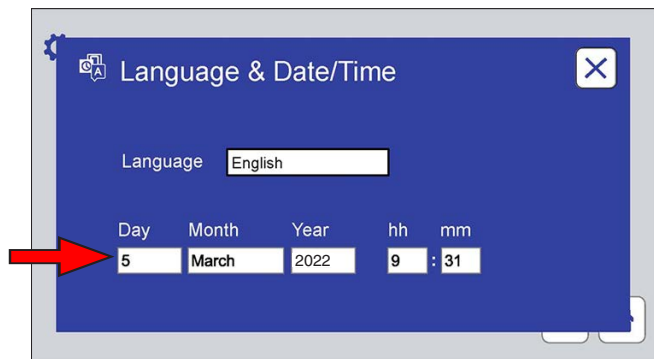 Language & Date/Time
Language English
Day Month Year hh mm
5 March 2022 9 : 31